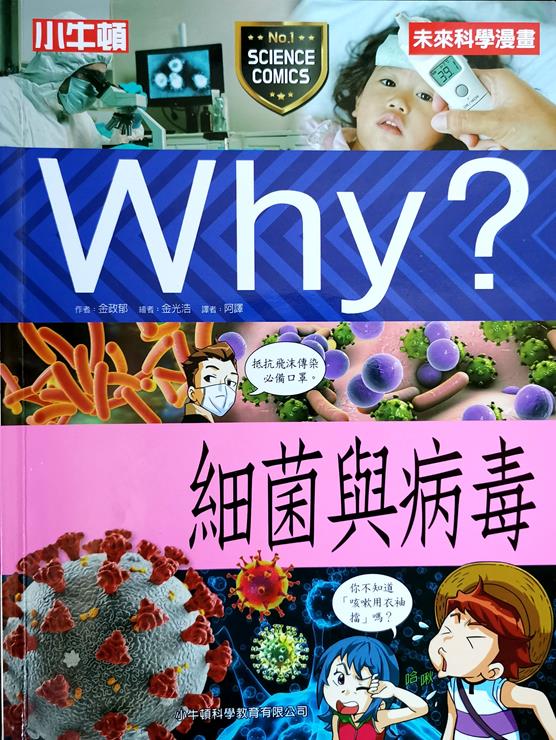 小牛頓
No.1
SCIENCE
COMICS
未來科學漫畫
Why?
作者：金政郁　繪者：金光浩　譯者：阿譯
抵抗飛沫傳染
必備口罩。
細菌與病毒
你不知道
「咳嗽用衣袖
擋」嗎？
哈啾
小牛頓科學教育有限公司